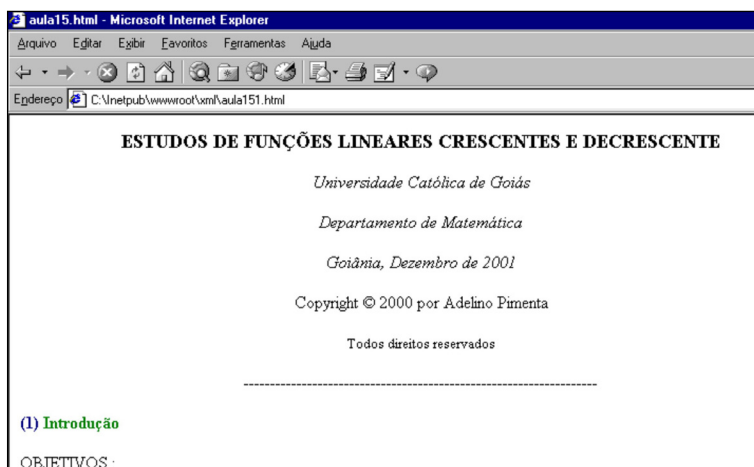 aula15.html - Microsoft Internet Explorer
Arquivo Editar Exibir Favoritos Ferramentas Ajuda
Endereço C:\Inetpub\wwwroot\xml\aula151.html
ESTUDOS DE FUNÇÕES LINEARES CRESCENTES E DECRESCENTE
Universidade Católica de Goiás
Departamento de Matemática
Goiânia, Dezembro de 2001
Copyright © 2000 por Adelino Pimenta
Todos direitos reservados
--------------------------------------------------------------------
(1) Introdução
OBJETIVOS :